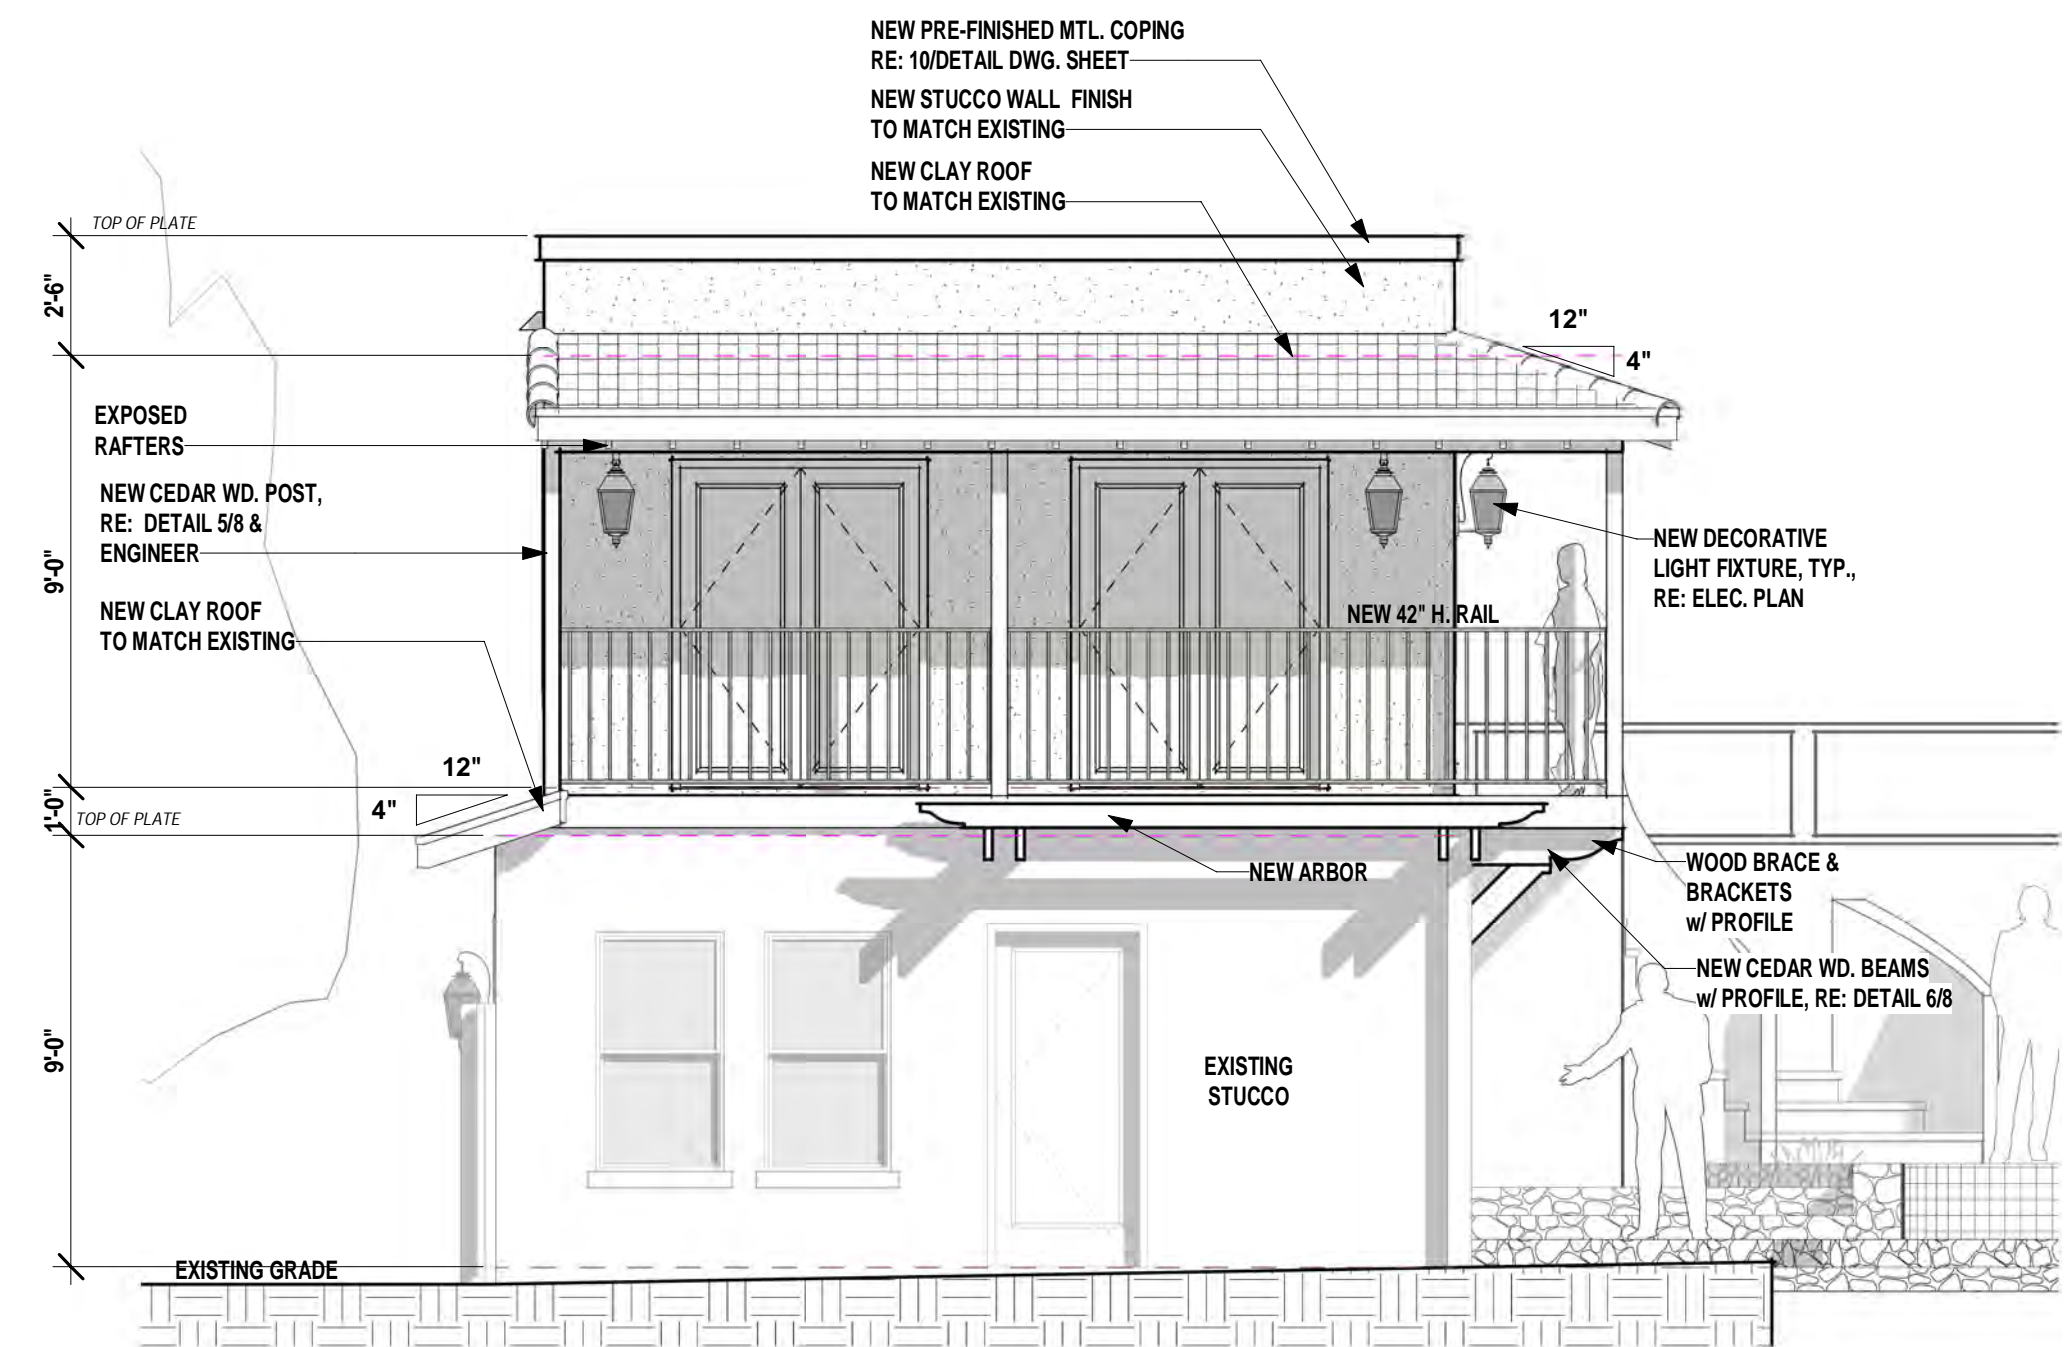 NEW PRE-FINISHED MTL. COPING
RE: 10/DETAIL DWG. SHEET
NEW STUCCO WALL FINISH
TO MATCH EXISTING
NEW CLAY ROOF
TO MATCH EXISTING
TOP OF PLATE
2'-6"
12"
4"
EXPOSED
RAFTERS
NEW CEDAR WD. POST,
RE: DETAIL 5/8 &
ENGINEER
9'-0"
NEW DECORATIVE
LIGHT FIXTURE, TYP.,
RE: ELEC. PLAN
NEW CLAY ROOF
TO MATCH EXISTING
NEW 42" H. RAIL
12"
4"
1'-0"
TOP OF PLATE
NEW ARBOR
WOOD BRACE &
BRACKETS
w/ PROFILE
NEW CEDAR WD. BEAMS
w/ PROFILE, RE: DETAIL 6/8
9'-0"
EXISTING
STUCCO
EXISTING GRADE